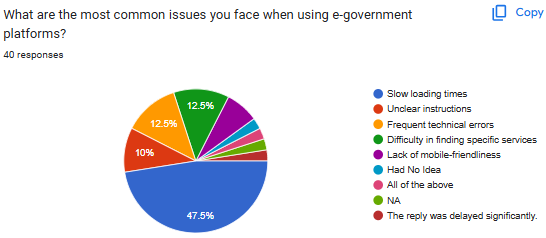 What are the most common issues you face when using e-government
platforms?
Copy
40 responses
12.5%
12.5%
10%
47.5%
Slow loading times
Unclear instructions
Frequent technical errors
Difficulty in finding specific services
Lack of mobile-friendliness
Had No Idea
All of the above
NA
The reply was delayed significantly.